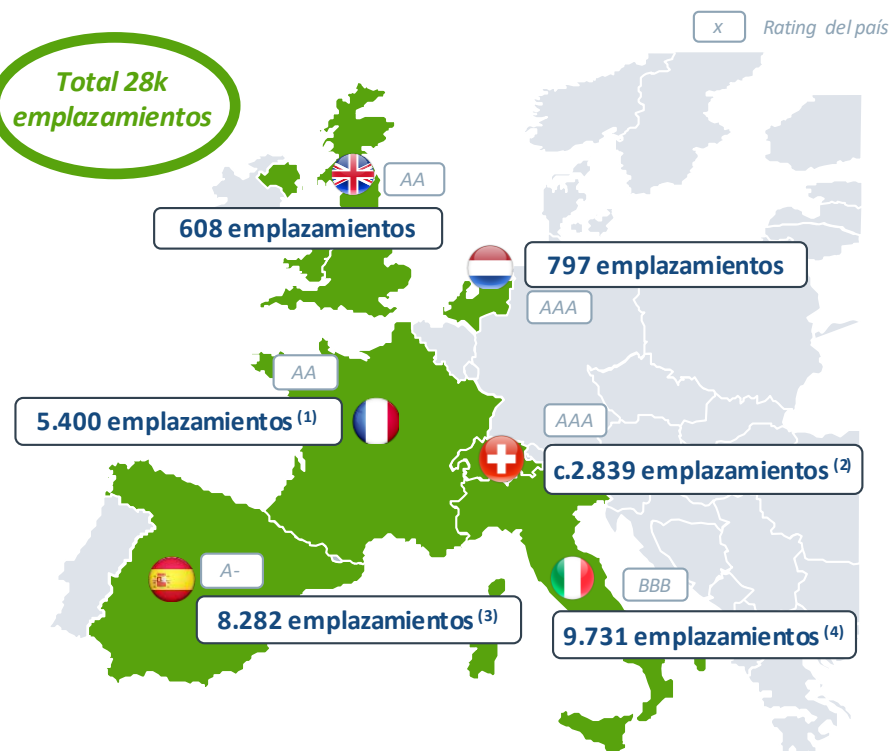 x Rating del país
Total 28k
emplazamientos
AA
608 emplazamientos
797 emplazamientos
AAA
AA
5.400 emplazamientos (1)
AAA
c.2.839 emplazamientos (2)
A-
8.282 emplazamientos (3)
BBB
9.731 emplazamientos (4)